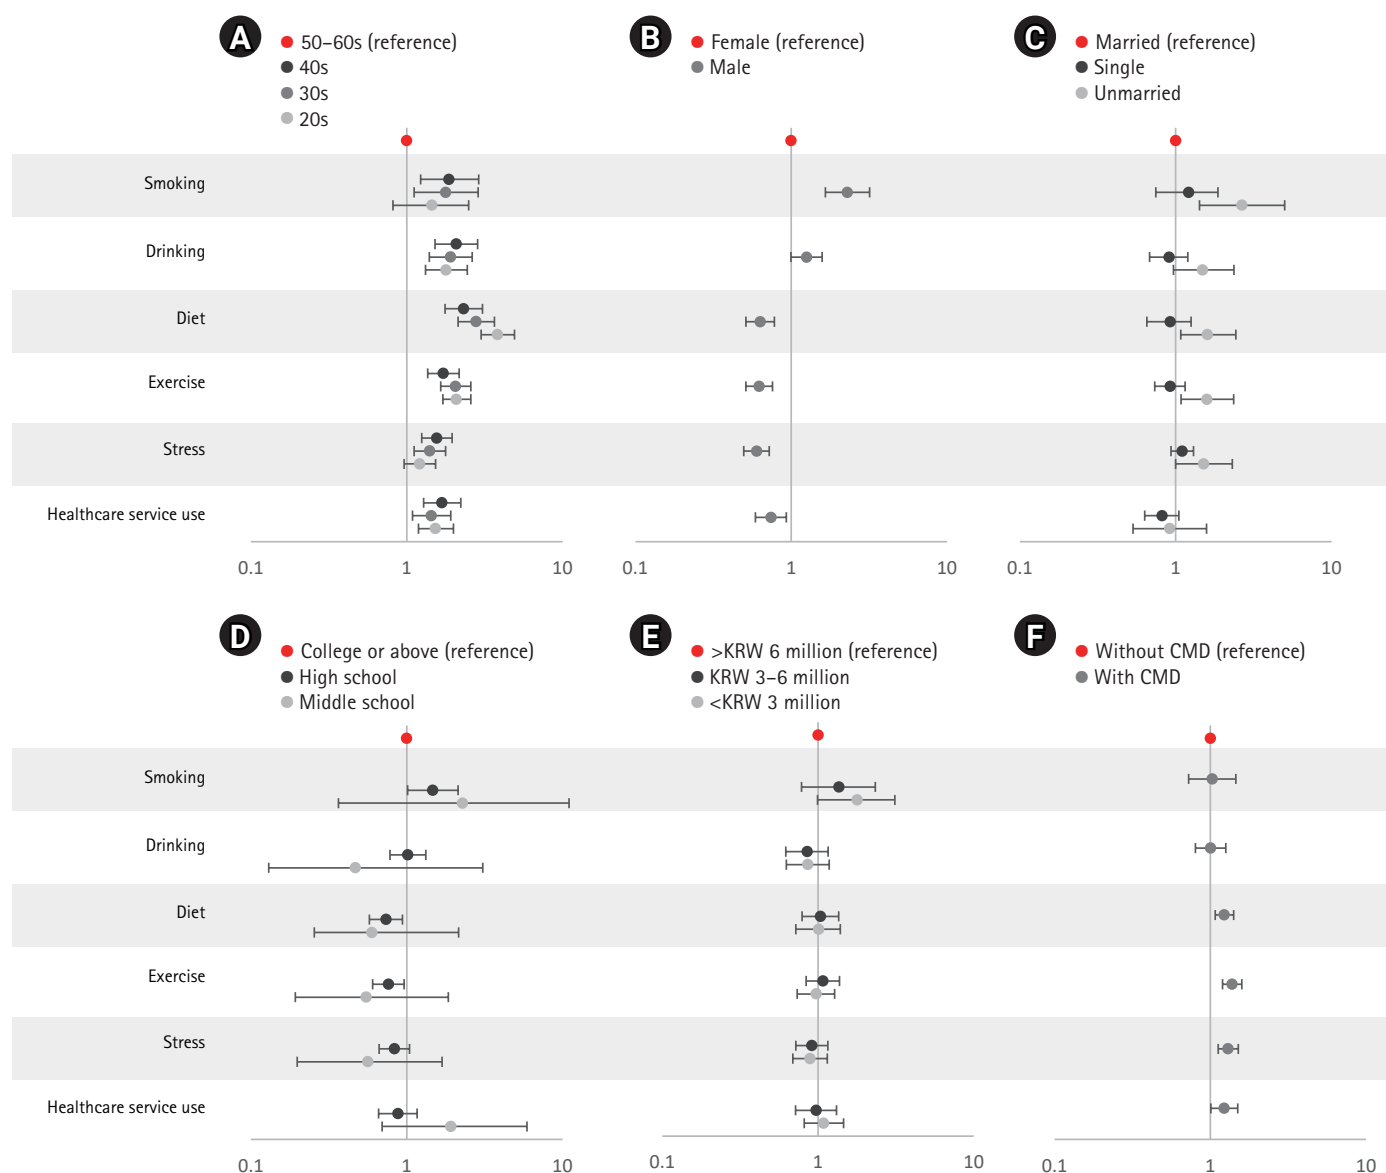 A
50–60s (reference)
40s
30s
20s
B
Female (reference)
Male
C
Married (reference)
Single
Unmarried
Smoking
Drinking
Diet
Exercise
Stress
Healthcare service use
0.1 1 10
0.1 1 10
0.1 1 10
D
College or above (reference)
High school
Middle school
E
>KRW 6 million (reference)
KRW 3–6 million
<KRW 3 million
F
Without CMD (reference)
With CMD
Smoking
Drinking
Diet
Exercise
Stress
Healthcare service use
0.1 1 10
0.1 1 10
0.1 1 10